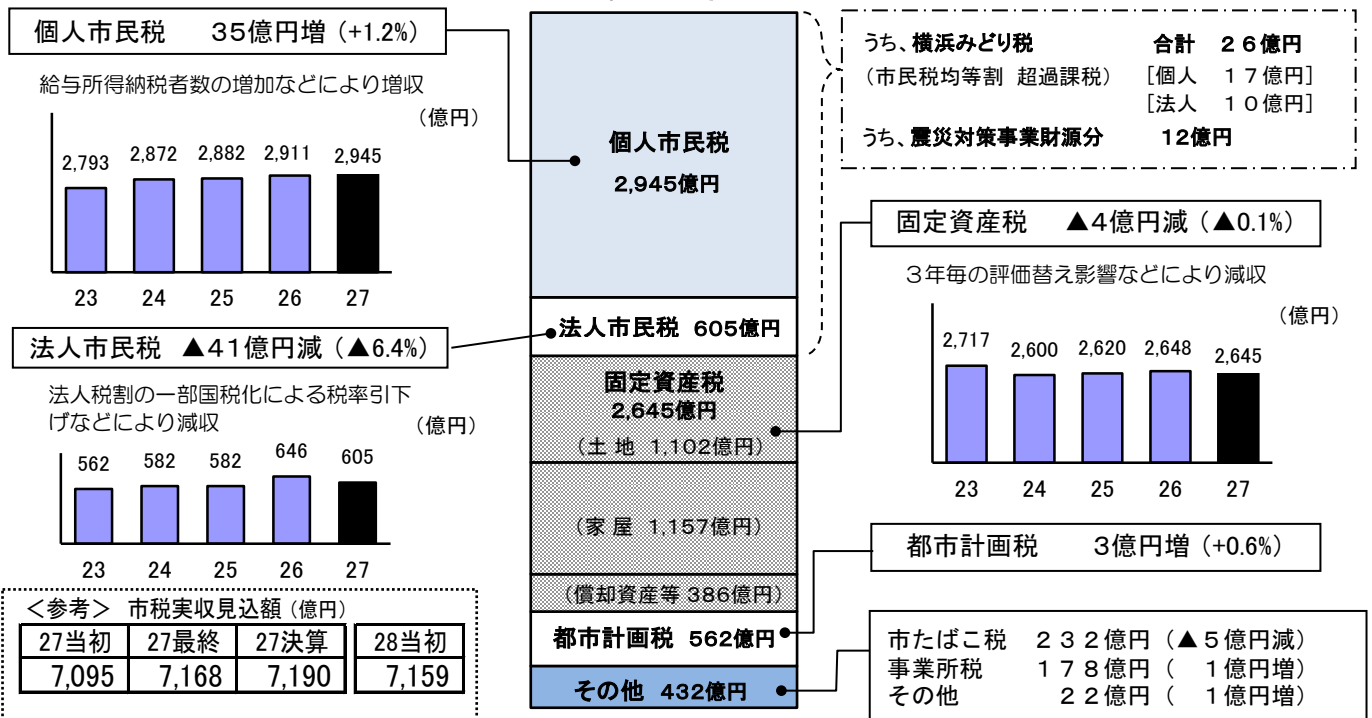 個人市民税 35億円増 (+1.2%)
給与所得納税者数の増加などにより増収
(億円)
2,793 2,872 2,882 2,911 2,945
23 24 25 26 27
法人市民税 ▲41億円減 (▲6.4%)
法人税割の一部国税化による税率引下
げなどにより減収
(億円)
562 582 582 646 605
23 24 25 26 27
<参考> 市税実収見込額(億円)
27当初 27最終 27決算 28当初
7,095 7,168 7,190 7,159
個人市民税
2,945億円
法人市民税 605億円
固定資産税
2,645億円
(土 地 1,102億円)
(家 屋 1,157億円)
(償却資産等 386億円)
都市計画税 562億円
その他 432億円
うち、横浜みどり税 合計 26億円
(市民税均等割 超過課税) [個人 17億円]
[法人 10億円]
うち、震災対策事業財源分 12億円
固定資産税 ▲4億円減 (▲0.1%)
3年毎の評価替え影響などにより減収
(億円)
2,717 2,600 2,620 2,648 2,645
23 24 25 26 27
都市計画税 3億円増 (+0.6%)
市たばこ税 232億円 (▲5億円減)
事業所税 178億円 ( 1億円増)
その他 22億円 ( 1億円増)